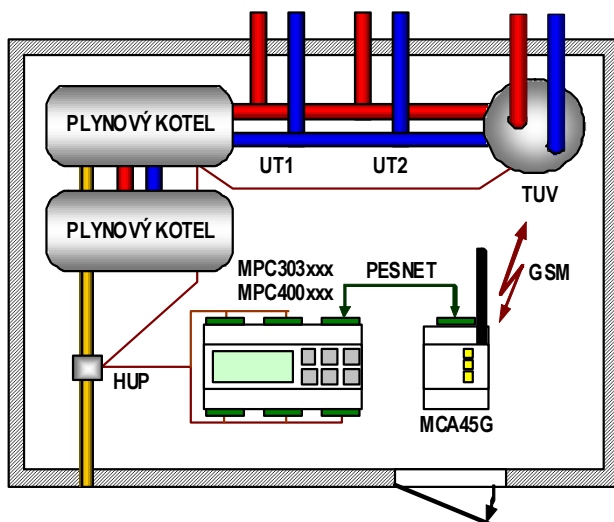 PLYNOVÝ KOTEL
UT1
UT2
TUV
PLYNOVÝ KOTEL
MPC303xxx
MPC400xxx
PESNET
GSM
HUP
MCA45G